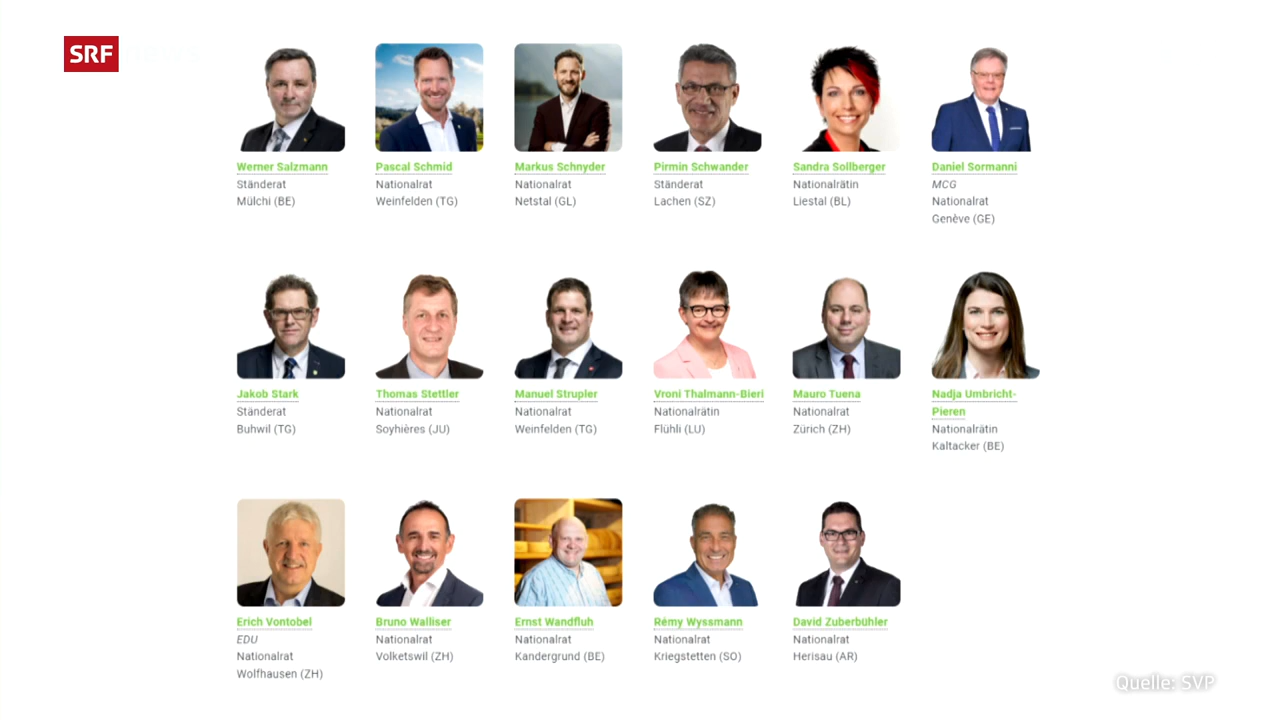 SRF news
Werner Salzmann
Ständerat
Mülchi (BE)
Pascal Schmid
Nationalrat
Weinfelden (TG)
Markus Schnyder
Nationalrat
Netstal (GL)
Pirmin Schwander
Ständerat
Lachen (SZ)
Sandra Sollberger
Nationalrätin
Liestal (BL)
Daniel Sormanni
MCG
Nationalrat
Genève (GE)
Jakob Stark
Ständerat
Buhwil (TG)
Thomas Stettler
Nationalrat
Soyhières (JU)
Manuel Strupler
Nationalrat
Weinfelden (TG)
Vroni Thalmann-Bieri
Nationalrätin
Flühli (LU)
Mauro Tuena
Nationalrat
Zürich (ZH)
Nadja Umbricht-
Pieren
Nationalrätin
Kaltacker (BE)
Erich Vontobel
EDU
Nationalrat
Wolfhausen (ZH)
Bruno Walliser
Nationalrat
Volketswil (ZH)
Ernst Wandfluh
Nationalrat
Kandergrund (BE)
Rémy Wyssmann
Nationalrat
Kriegstetten (SO)
David Zuberbühler
Nationalrat
Herisau (AR)
Quelle: SVP